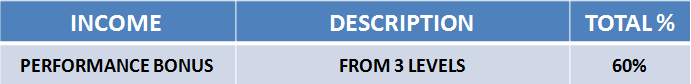 INCOME DESCRIPTION TOTAL %
PERFORMANCE BONUS FROM 3 LEVELS 60%